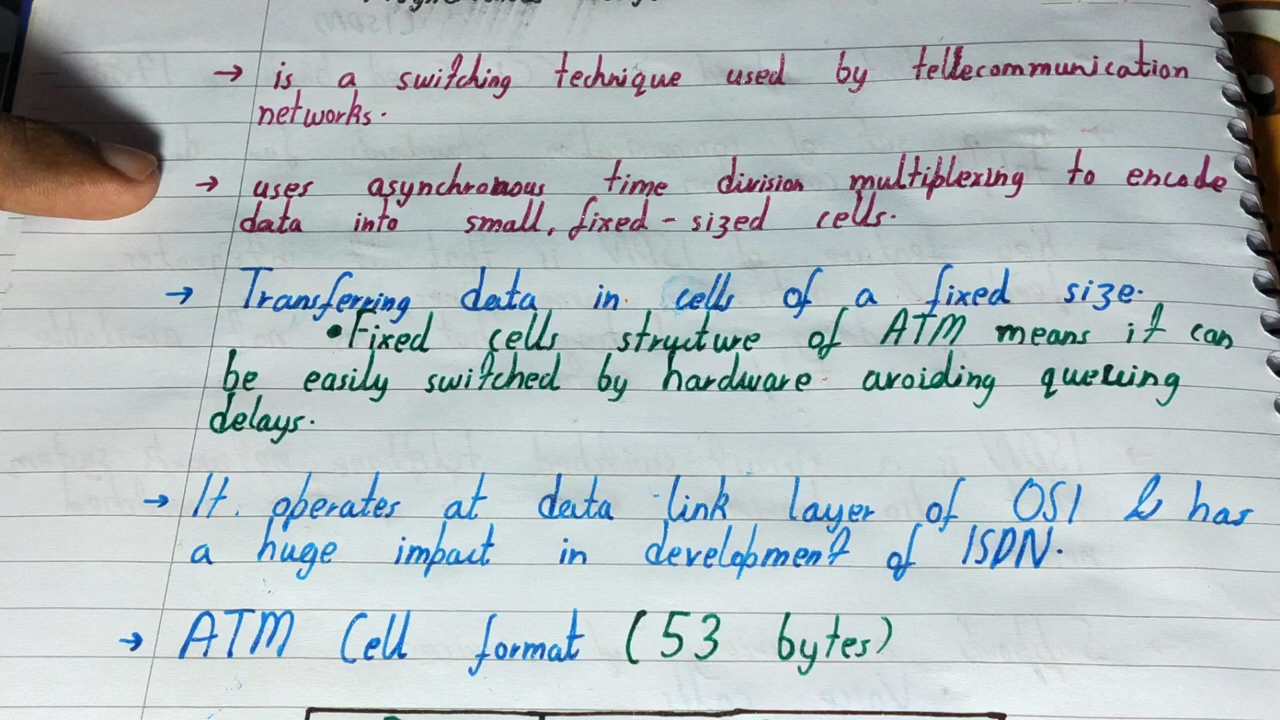 → is a switching technique used by tellecommunication
networks.
→ uses asynchronous time division multiplexing to encode
data into small, fixed - sized cells.
→ Transferring data in cells of a fixed size.
• Fixed cells structure of ATM means it can
be easily switched by hardware avoiding queuing
delays.
→ It operates at data link layer of OSI & has
a huge impact in development of ISDN.
→ ATM Cell format (53 bytes)